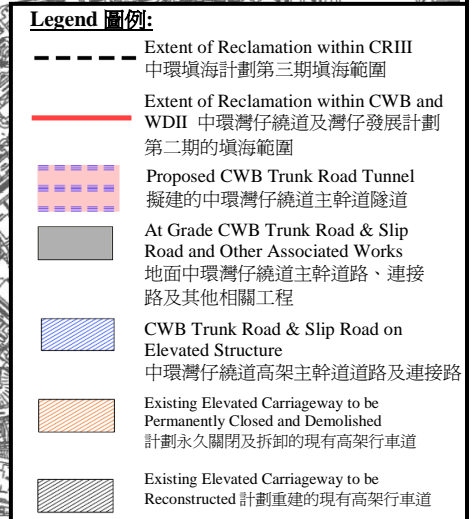 Legend 圖例:
Extent of Reclamation within CRIII
中環填海計劃第三期填海範圍
Extent of Reclamation within CWB and
WDII 中環灣仔繞道及灣仔發展計劃
第二期的填海範圍
Proposed CWB Trunk Road Tunnel
擬建的中環灣仔繞道主幹道隧道
At Grade CWB Trunk Road & Slip
Road and Other Associated Works
地面中環灣仔繞道主幹道路、連接
路及其他相關工程
CWB Trunk Road & Slip Road on
Elevated Structure
中環灣仔繞道高架主幹道道路及連接路
Existing Elevated Carriageway to be
Permanently Closed and Demolished
計劃永久關閉及拆卸的現有高架行車道
Existing Elevated Carriageway to be
Reconstructed 計劃重建的現有高架行車道